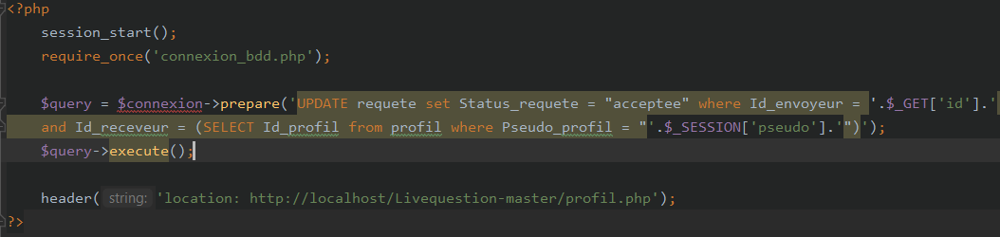 <?php
session_start();
require_once('connexion_bdd.php');
$query = $connexion->prepare('UPDATE requete set Status_requete = "acceptee" where Id_envoyeur = '.$_GET['id'].'
and Id_receveur = (SELECT Id_profil from profil where Pseudo_profil = "'.$_SESSION['pseudo'].'")');
$query->execute();
header( string: 'location: http://localhost/Livequestion-master/profil.php');
?>